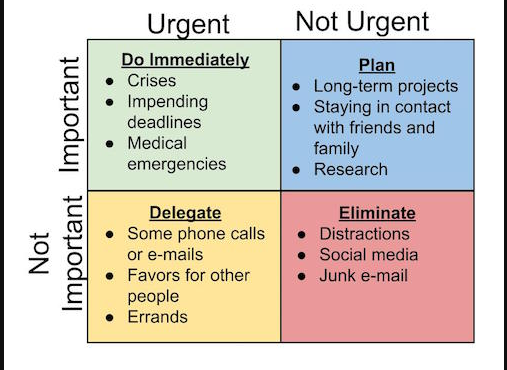 Urgent
Not Urgent
Important
Do Immediately
● Crises
● Impending
deadlines
● Medical
emergencies
Plan
● Long-term projects
● Staying in contact
with friends and
family
● Research
Not
Important
Delegate
● Some phone calls
or e-mails
● Favors for other
people
● Errands
Eliminate
● Distractions
● Social media
● Junk e-mail